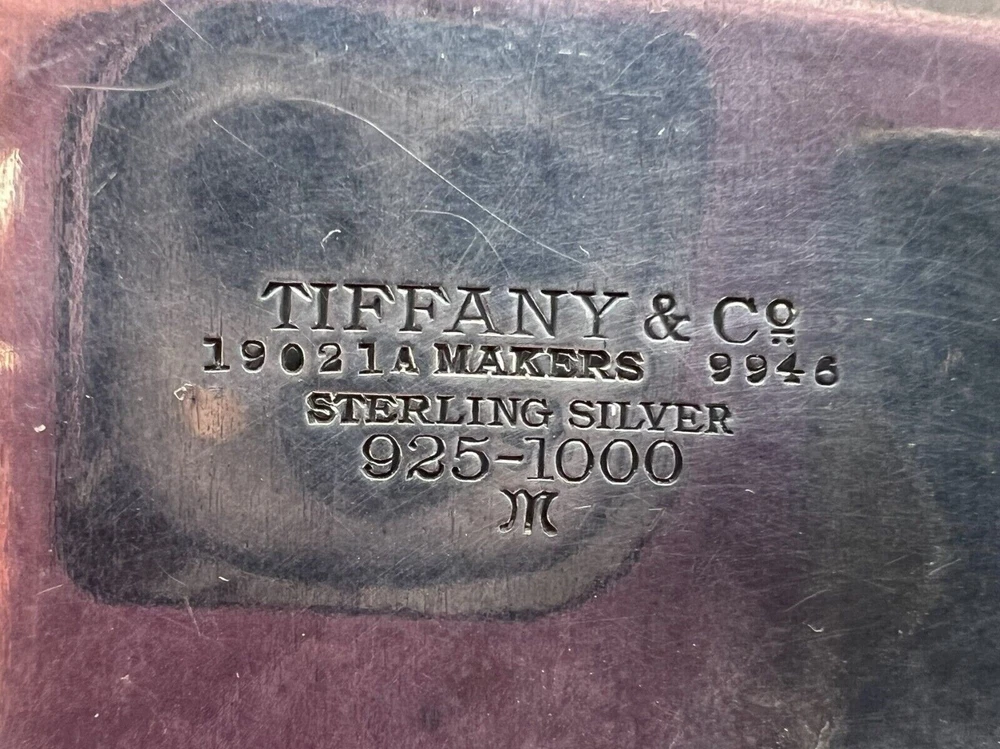 TIFFANY & Cº
19021A MAKERS 9946
STERLING SILVER
925-1000
M